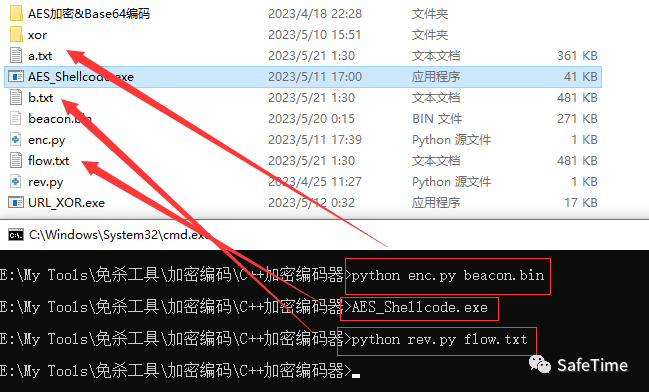 AES加密&Base64编码 2023/4/18 22:28 文件夹
xor 2023/5/10 15:51 文件夹
a.txt 2023/5/21 1:30 文本文档 361 KB
AES_Shellcode.exe 2023/5/11 17:00 应用程序 41 KB
b.txt 2023/5/21 1:30 文本文档 481 KB
beacon.bin 2023/5/20 0:15 BIN 文件 271 KB
enc.py 2023/5/11 17:39 Python 源文件 1 KB
flow.txt 2023/5/21 1:30 文本文档 481 KB
rev.py 2023/4/25 11:27 Python 源文件 1 KB
URL_XOR.exe 2023/5/12 0:32 应用程序 17 KB
C:\Windows\System32\cmd.exe
E:\My Tools\免杀工具\加密编码\C++加密编码器>python enc.py beacon.bin
E:\My Tools\免杀工具\加密编码\C++加密编码器>AES_Shellcode.exe
E:\My Tools\免杀工具\加密编码\C++加密编码器>python rev.py flow.txt
E:\My Tools\免杀工具\加密编码\C++加密编码器>
SafeTime